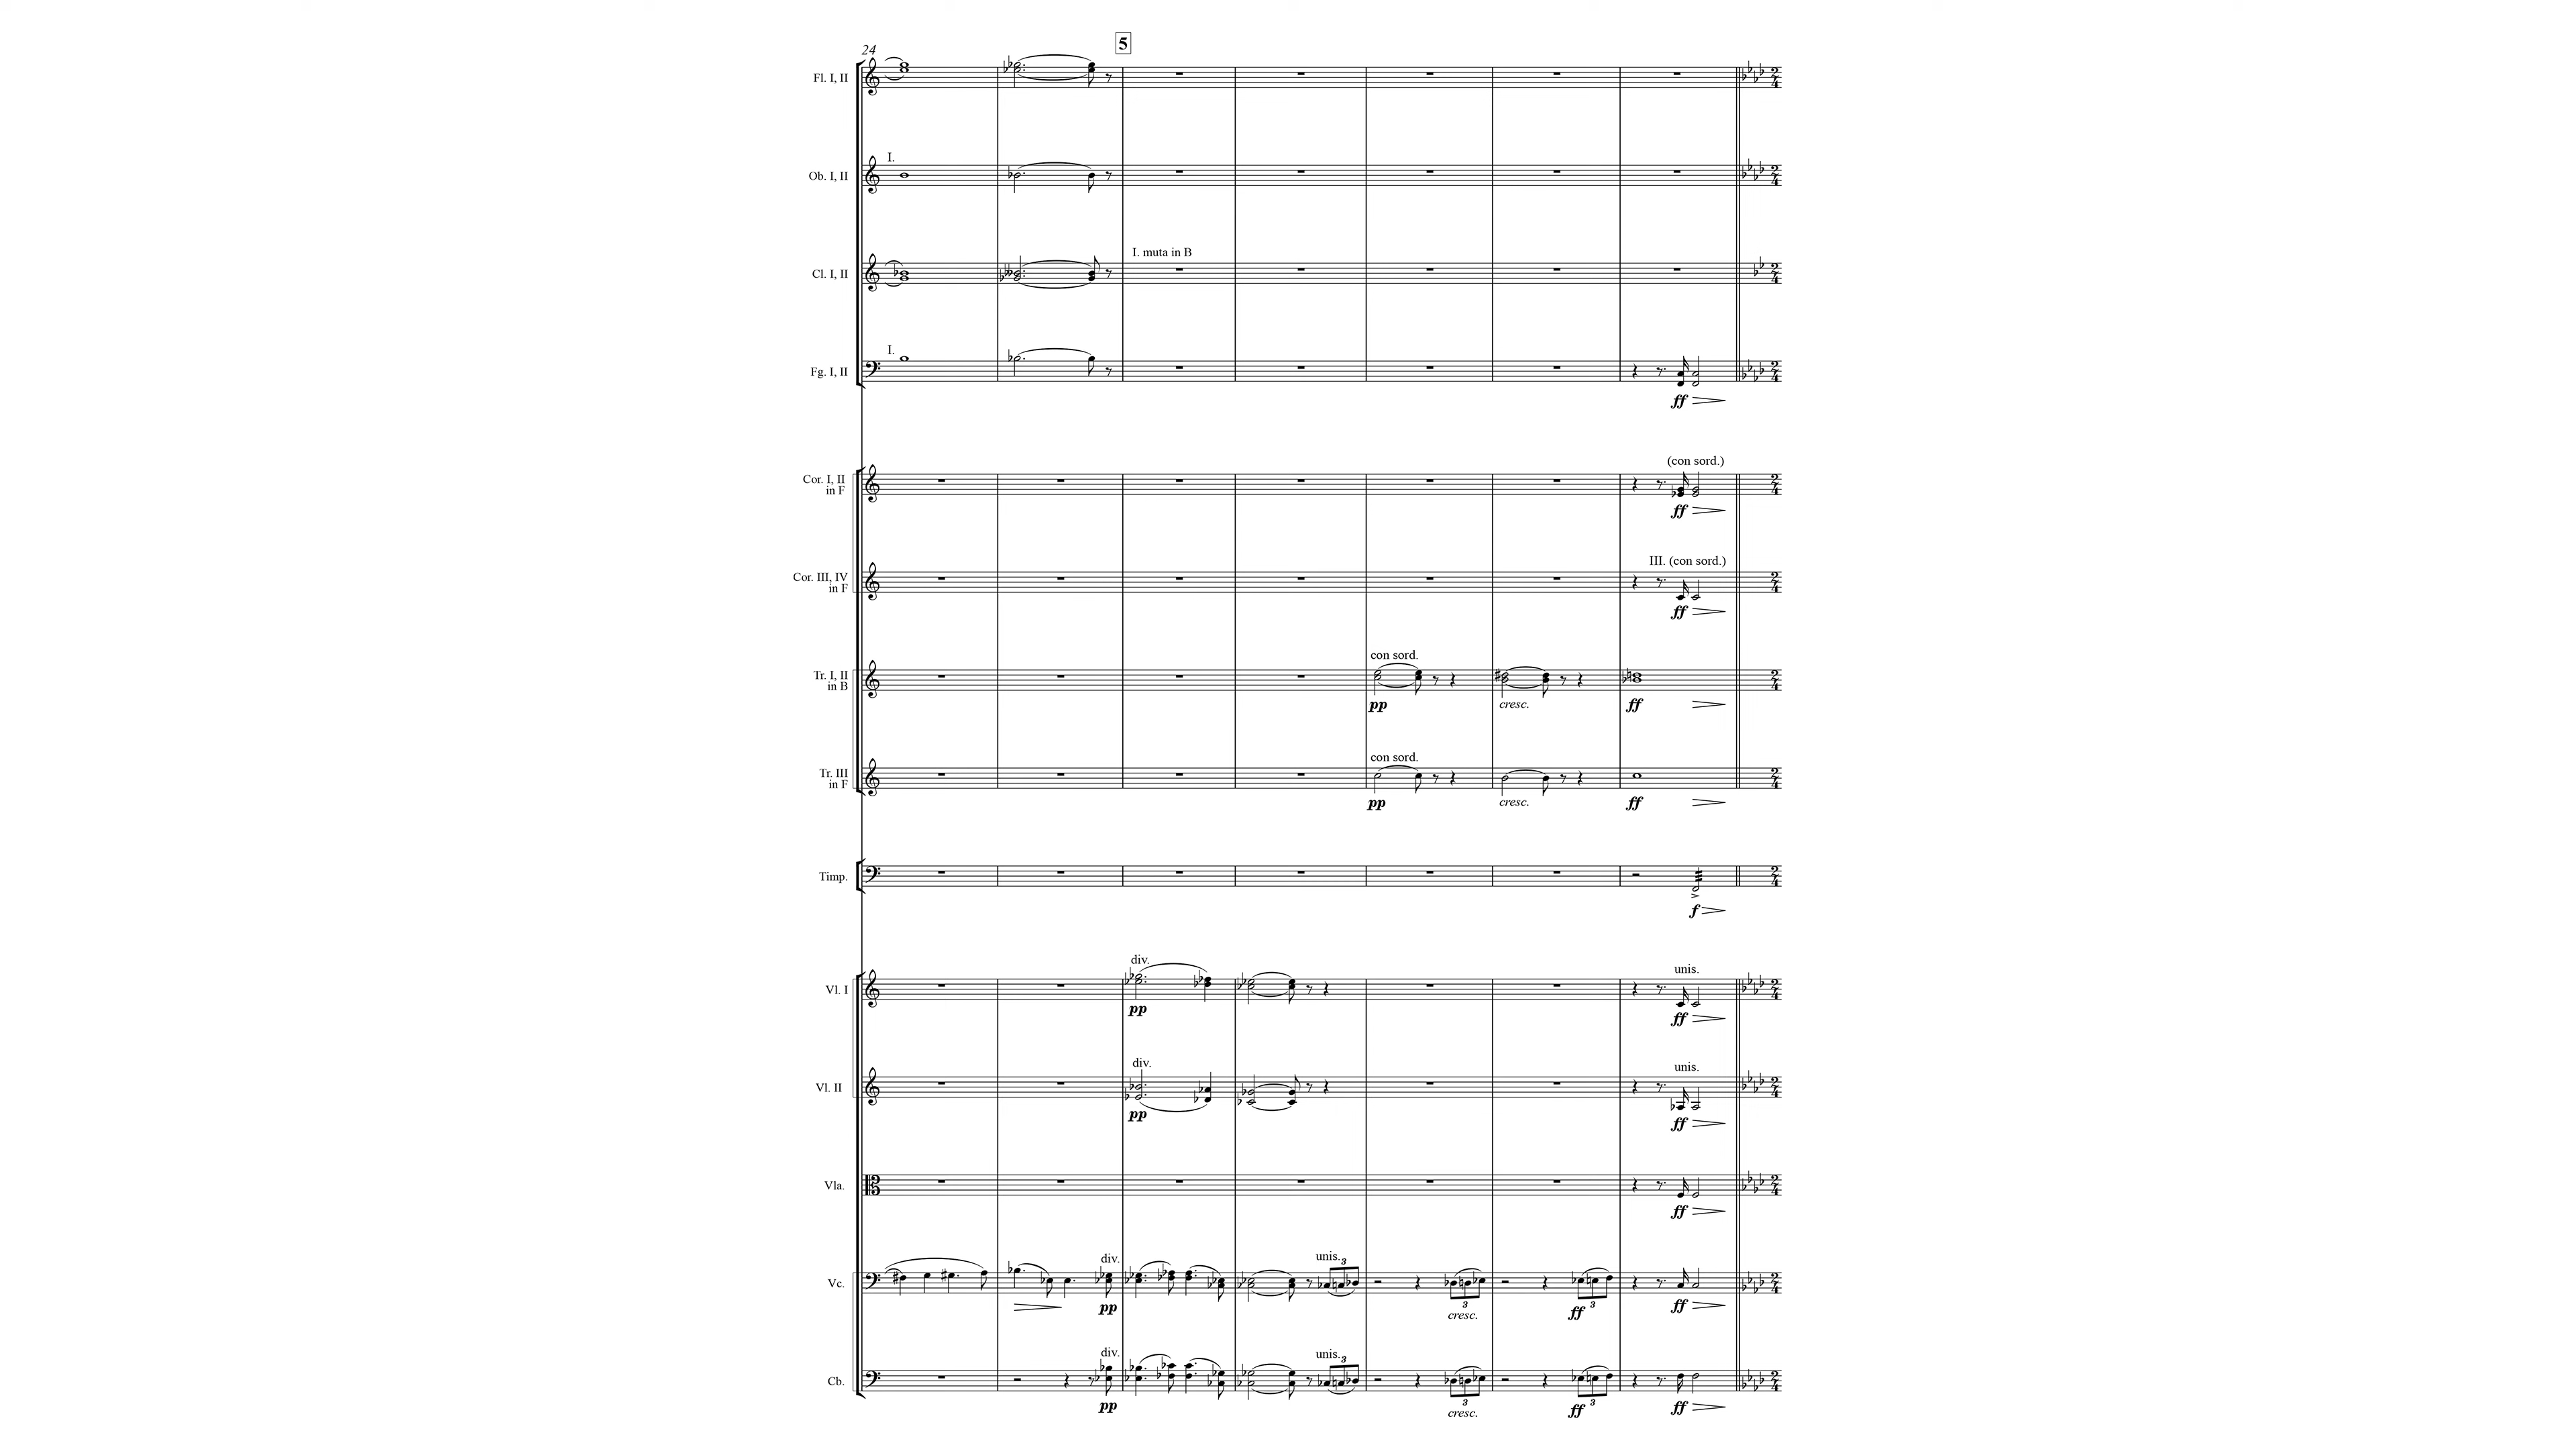 24
5
Fl. I, II
I.
Ob. I, II
I. muta in B
Cl. I, II
I.
Fg. I, II
ff
(con sord.)
Cor. I, II
in F
ff
III. (con sord.)
Cor. III, IV
in F
ff
con sord.
Tr. I, II
in B
pp cresc. ff
con sord.
Tr. III
in F
pp cresc. ff
Timp.
f
div. unis.
Vl. I
pp ff
div. unis.
Vl. II
pp ff
Vla.
ff
div. unis. 3
Vc.
3 3
pp cresc. ff ff
div. unis. 3
Cb.
3 3
pp cresc. ff ff